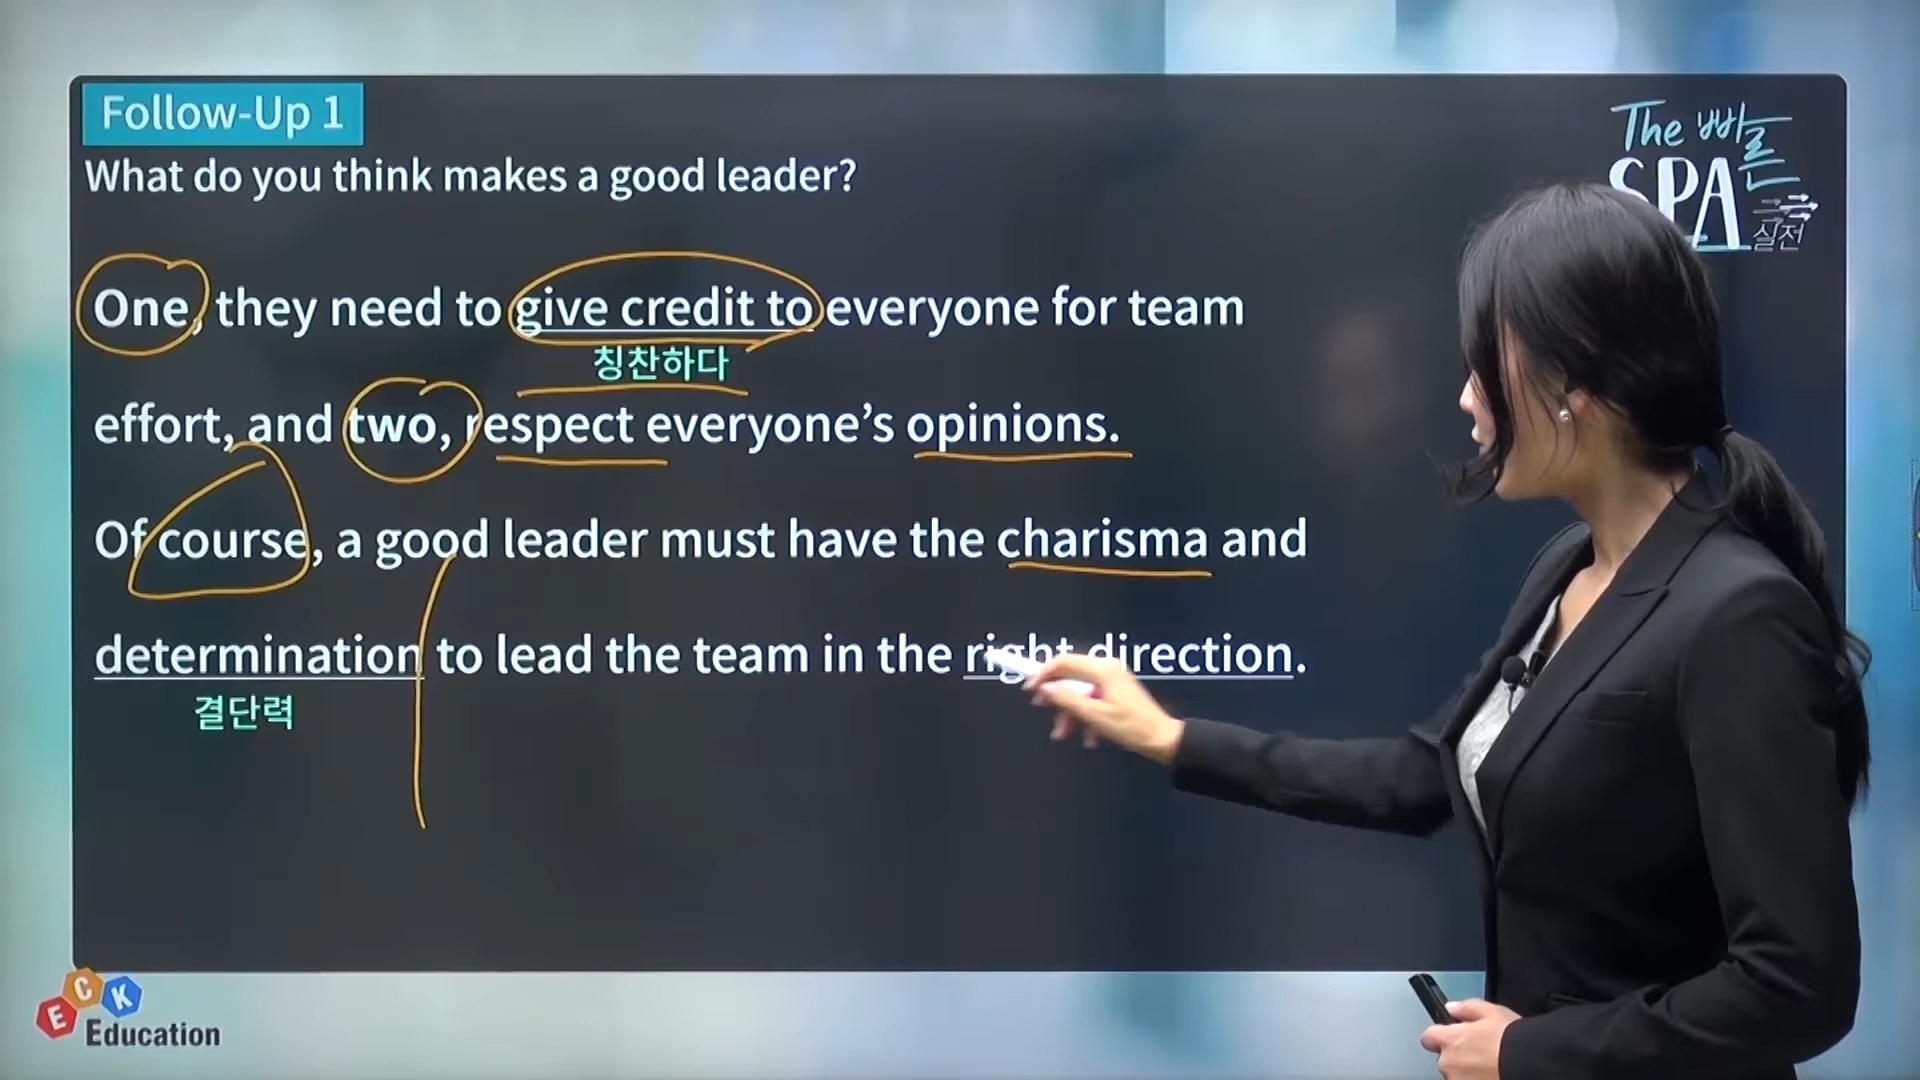 Follow-Up 1
What do you think makes a good leader?
The 빠른
SPA
실전
One, they need to give credit to everyone for team
칭찬하다
effort, and two, respect everyone’s opinions.
Of course, a good leader must have the charisma and
determination to lead the team in the right direction.
결단력
ECK
Education